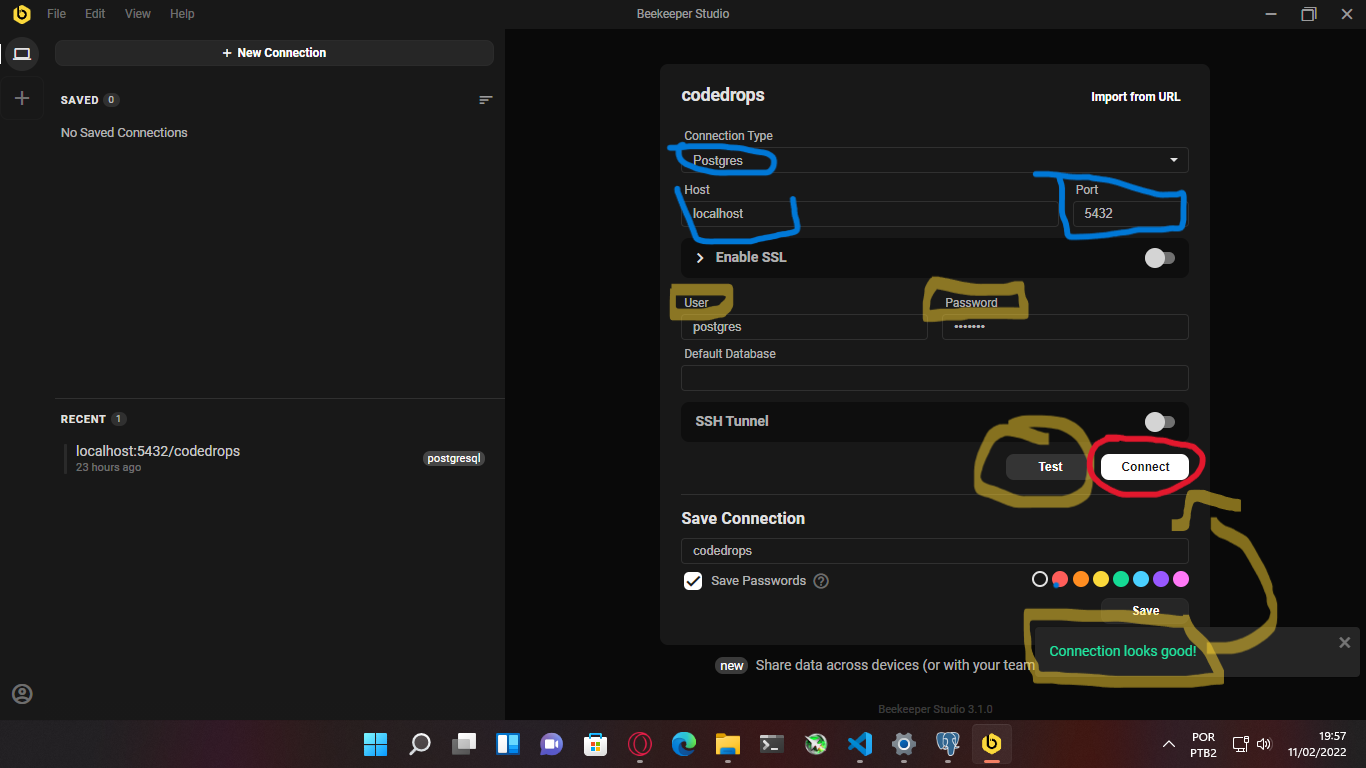 File Edit View Help
Beekeeper Studio
+ New Connection
SAVED 0
No Saved Connections
RECENT 1
localhost:5432/codedrops
23 hours ago
postgresql
codedrops
Import from URL
Connection Type
Postgres
Host
Port
localhost
5432
Enable SSL
User
Password
postgres
•••••••
Default Database
SSH Tunnel
Test
Connect
Save Connection
codedrops
Save Passwords ?
Save
Connection looks good!
new Share data across devices (or with your team
Beekeeper Studio 3.1.0
POR
PTB2
19:57
11/02/2022